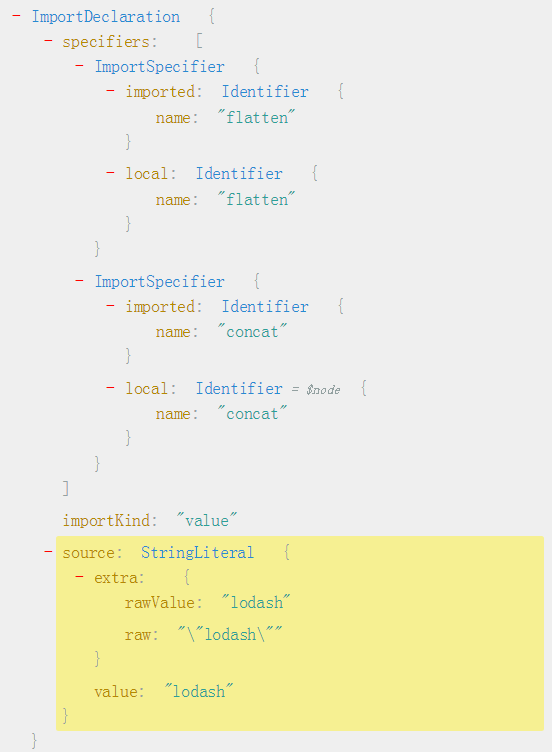 - ImportDeclaration {
- specifiers: [
- ImportSpecifier {
- imported: Identifier {
name: "flatten"
}
- local: Identifier {
name: "flatten"
}
}
- ImportSpecifier {
- imported: Identifier {
name: "concat"
}
- local: Identifier = $node {
name: "concat"
}
}
]
importKind: "value"
- source: StringLiteral {
- extra: {
rawValue: "lodash"
raw: "\"lodash\""
}
value: "lodash"
}
}